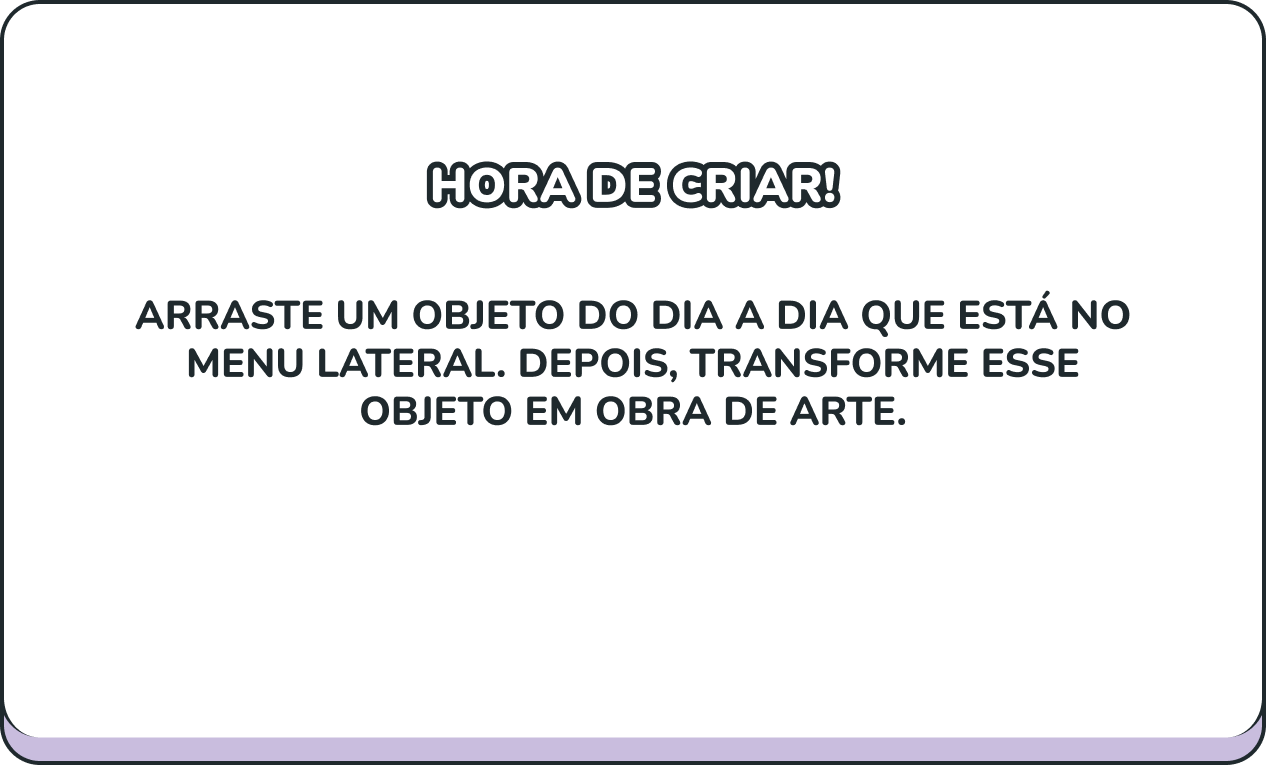 HORA DE CRIAR!
ARRASTE UM OBJETO DO DIA A DIA QUE ESTÁ NO
MENU LATERAL. DEPOIS, TRANSFORME ESSE
OBJETO EM OBRA DE ARTE.